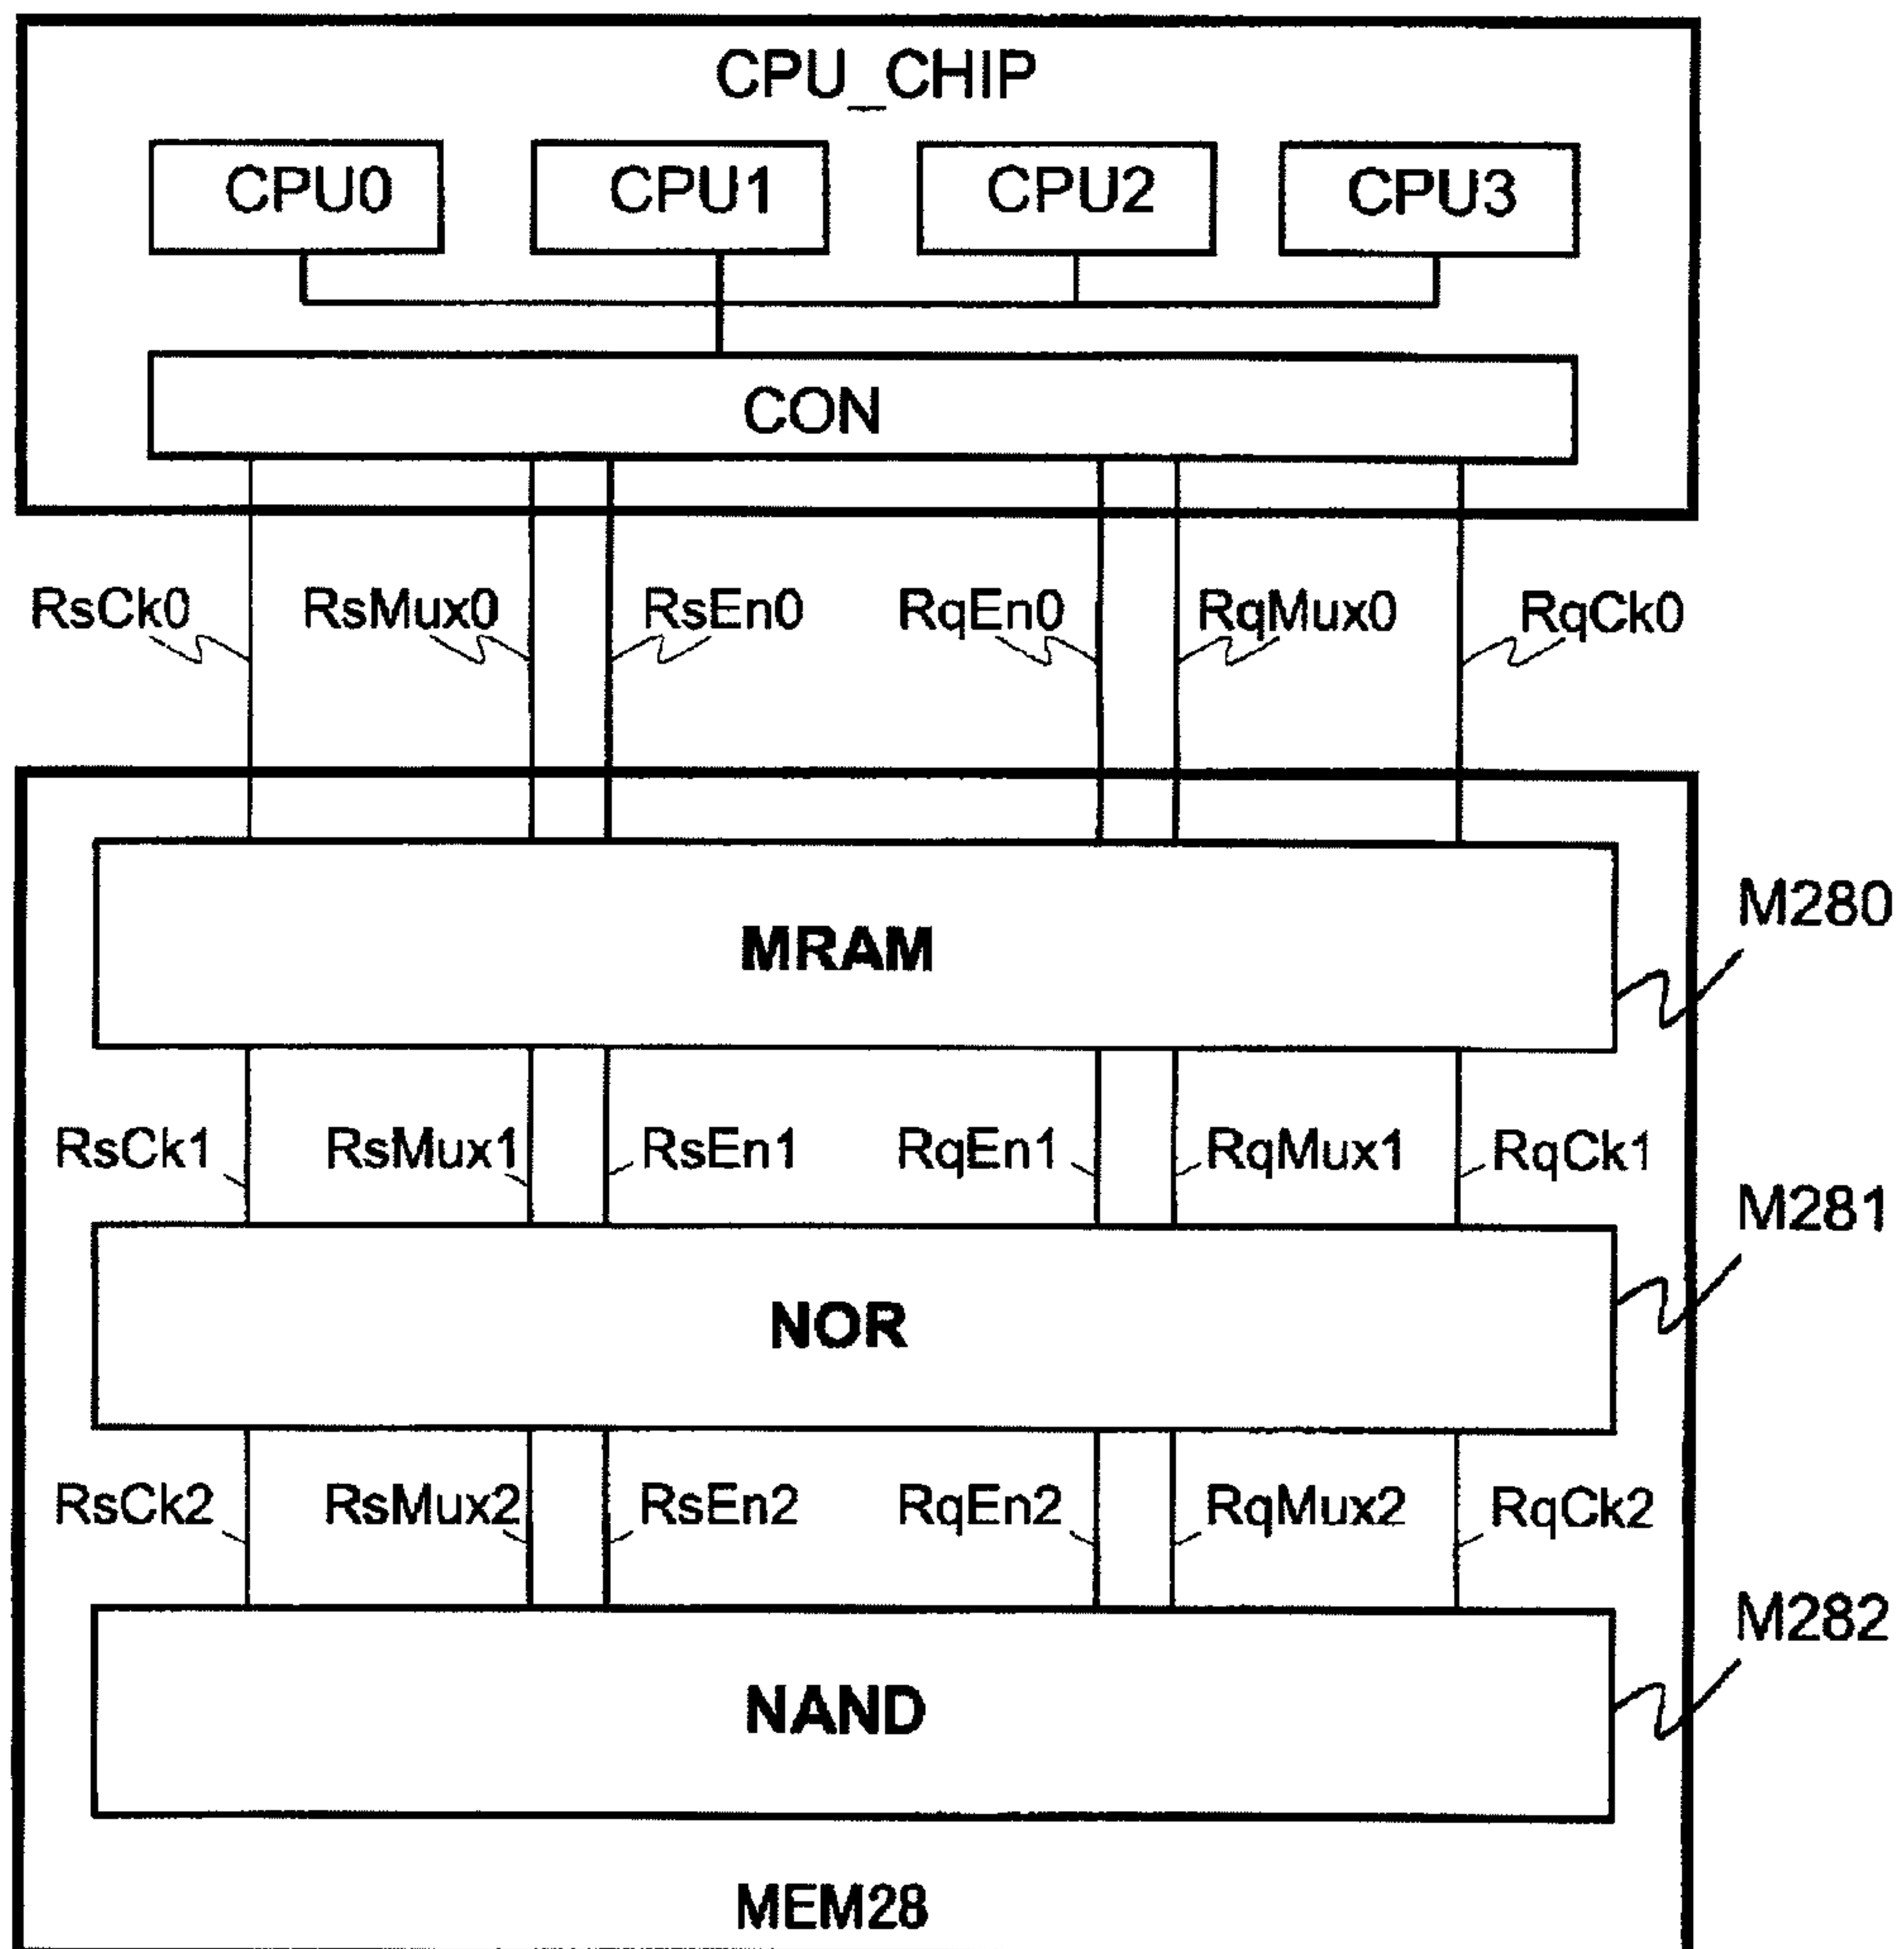 CPU_CHIP
CPU0 CPU1 CPU2 CPU3
CON
RsCk0 RsMux0 RsEn0 RqEn0 RqMux0 RqCk0
MRAM
M280
RsCk1 RsMux1 RsEn1 RqEn1 RqMux1 RqCk1
M281
NOR
RsCk2 RsMux2 RsEn2 RqEn2 RqMux2 RqCk2
M282
NAND
MEM28